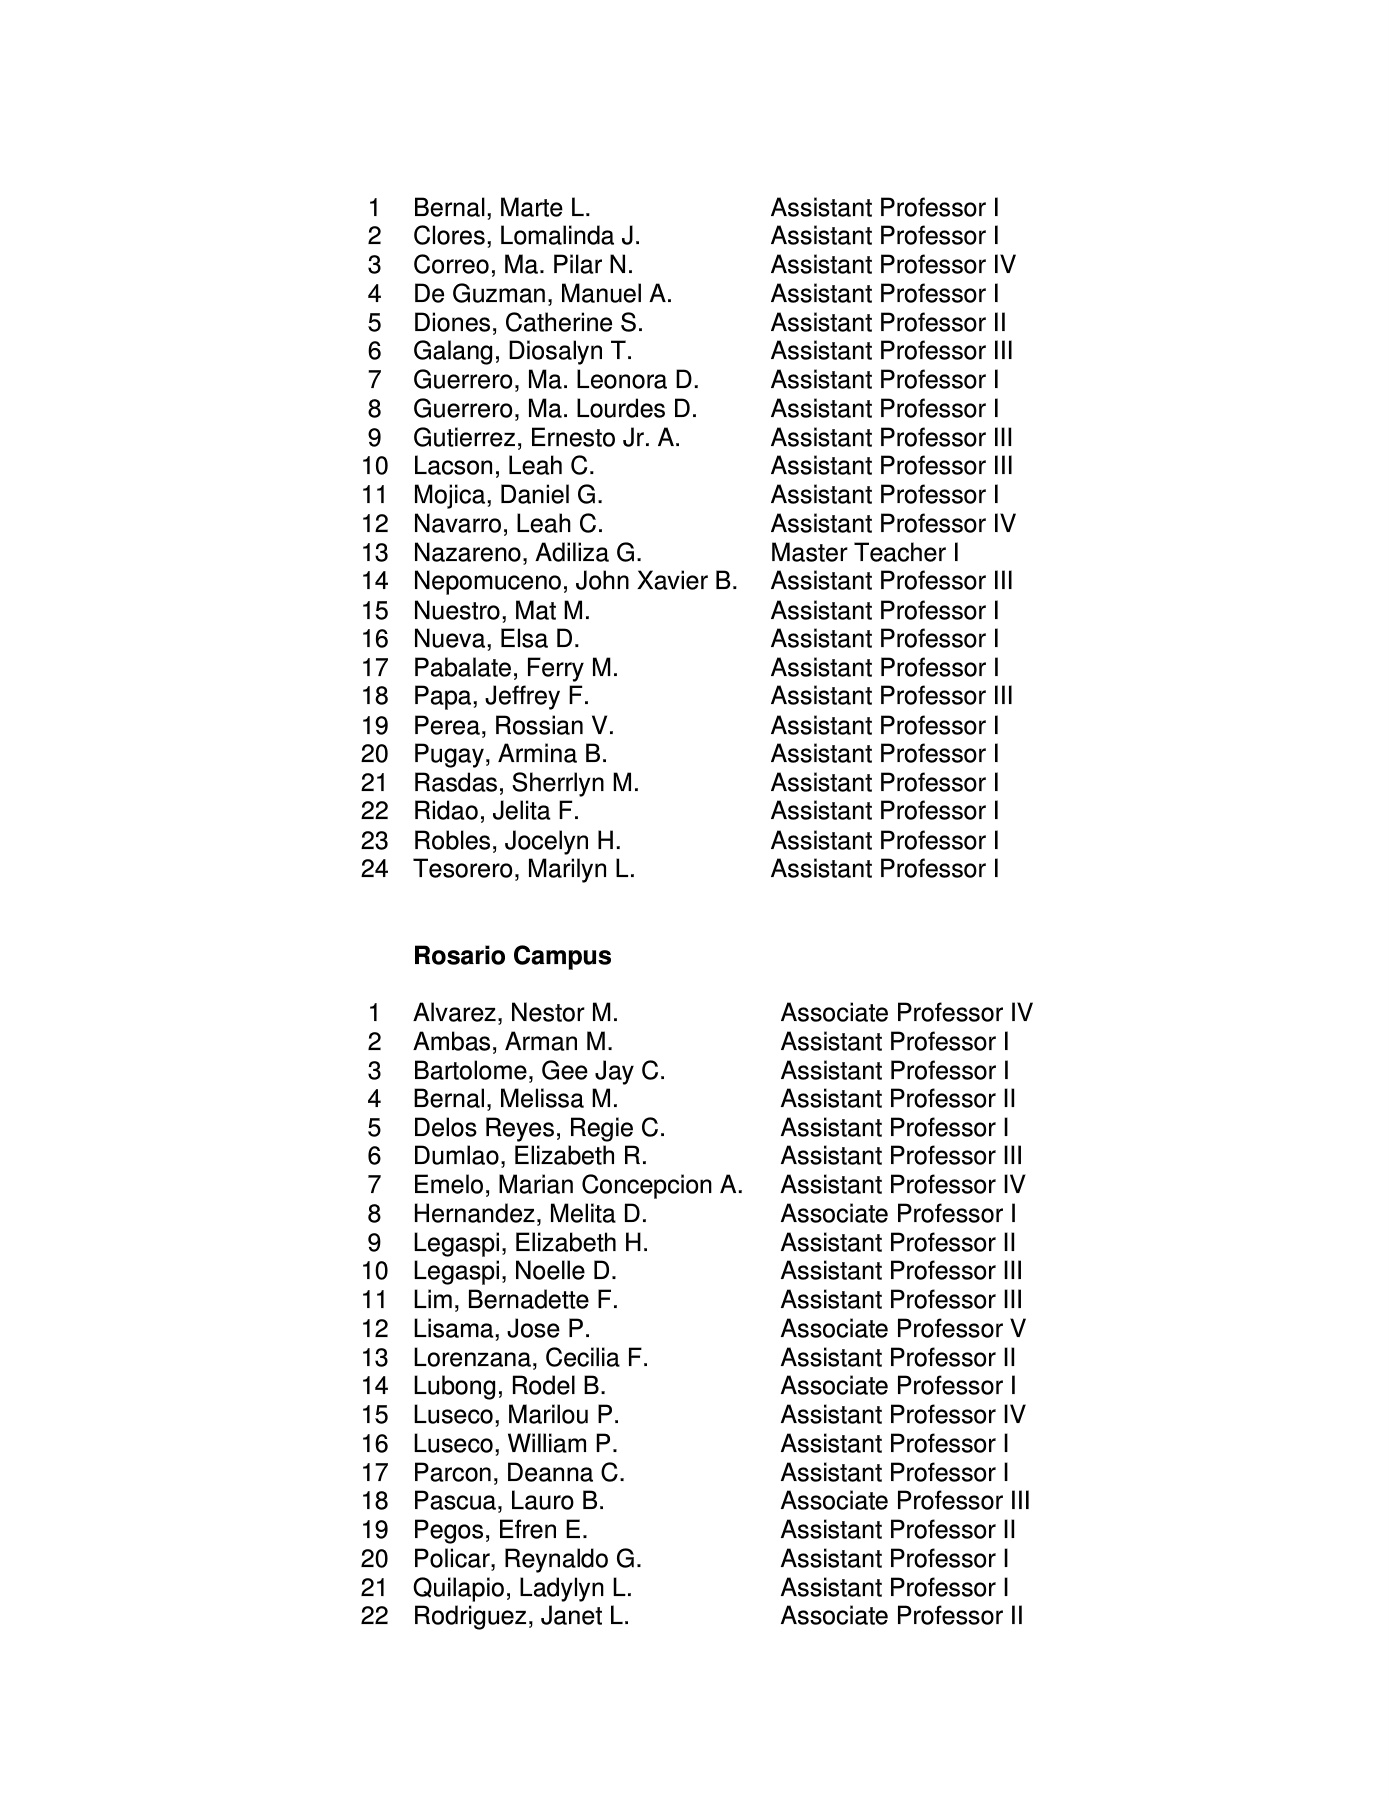 1 Bernal, Marte L. Assistant Professor I
2 Clores, Lomalinda J. Assistant Professor I
3 Correo, Ma. Pilar N. Assistant Professor IV
4 De Guzman, Manuel A. Assistant Professor I
5 Diones, Catherine S. Assistant Professor II
6 Galang, Diosalyn T. Assistant Professor III
7 Guerrero, Ma. Leonora D. Assistant Professor I
8 Guerrero, Ma. Lourdes D. Assistant Professor I
9 Gutierrez, Ernesto Jr. A. Assistant Professor III
10 Lacson, Leah C. Assistant Professor III
11 Mojica, Daniel G. Assistant Professor I
12 Navarro, Leah C. Assistant Professor IV
13 Nazareno, Adiliza G. Master Teacher I
14 Nepomuceno, John Xavier B. Assistant Professor III
15 Nuestro, Mat M. Assistant Professor I
16 Nueva, Elsa D. Assistant Professor I
17 Pabalate, Ferry M. Assistant Professor I
18 Papa, Jeffrey F. Assistant Professor III
19 Perea, Rossian V. Assistant Professor I
20 Pugay, Armina B. Assistant Professor I
21 Rasdas, Sherrlyn M. Assistant Professor I
22 Ridao, Jelita F. Assistant Professor I
23 Robles, Jocelyn H. Assistant Professor I
24 Tesorero, Marilyn L. Assistant Professor I
Rosario Campus
1 Alvarez, Nestor M. Associate Professor IV
2 Ambas, Arman M. Assistant Professor I
3 Bartolome, Gee Jay C. Assistant Professor I
4 Bernal, Melissa M. Assistant Professor II
5 Delos Reyes, Regie C. Assistant Professor I
6 Dumlao, Elizabeth R. Assistant Professor III
7 Emelo, Marian Concepcion A. Assistant Professor IV
8 Hernandez, Melita D. Associate Professor I
9 Legaspi, Elizabeth H. Assistant Professor II
10 Legaspi, Noelle D. Assistant Professor III
11 Lim, Bernadette F. Assistant Professor III
12 Lisama, Jose P. Associate Professor V
13 Lorenzana, Cecilia F. Assistant Professor II
14 Lubong, Rodel B. Associate Professor I
15 Luseco, Marilou P. Assistant Professor IV
16 Luseco, William P. Assistant Professor I
17 Parcon, Deanna C. Assistant Professor I
18 Pascua, Lauro B. Associate Professor III
19 Pegos, Efren E. Assistant Professor II
20 Policar, Reynaldo G. Assistant Professor I
21 Quilapio, Ladylyn L. Assistant Professor I
22 Rodriguez, Janet L. Associate Professor II